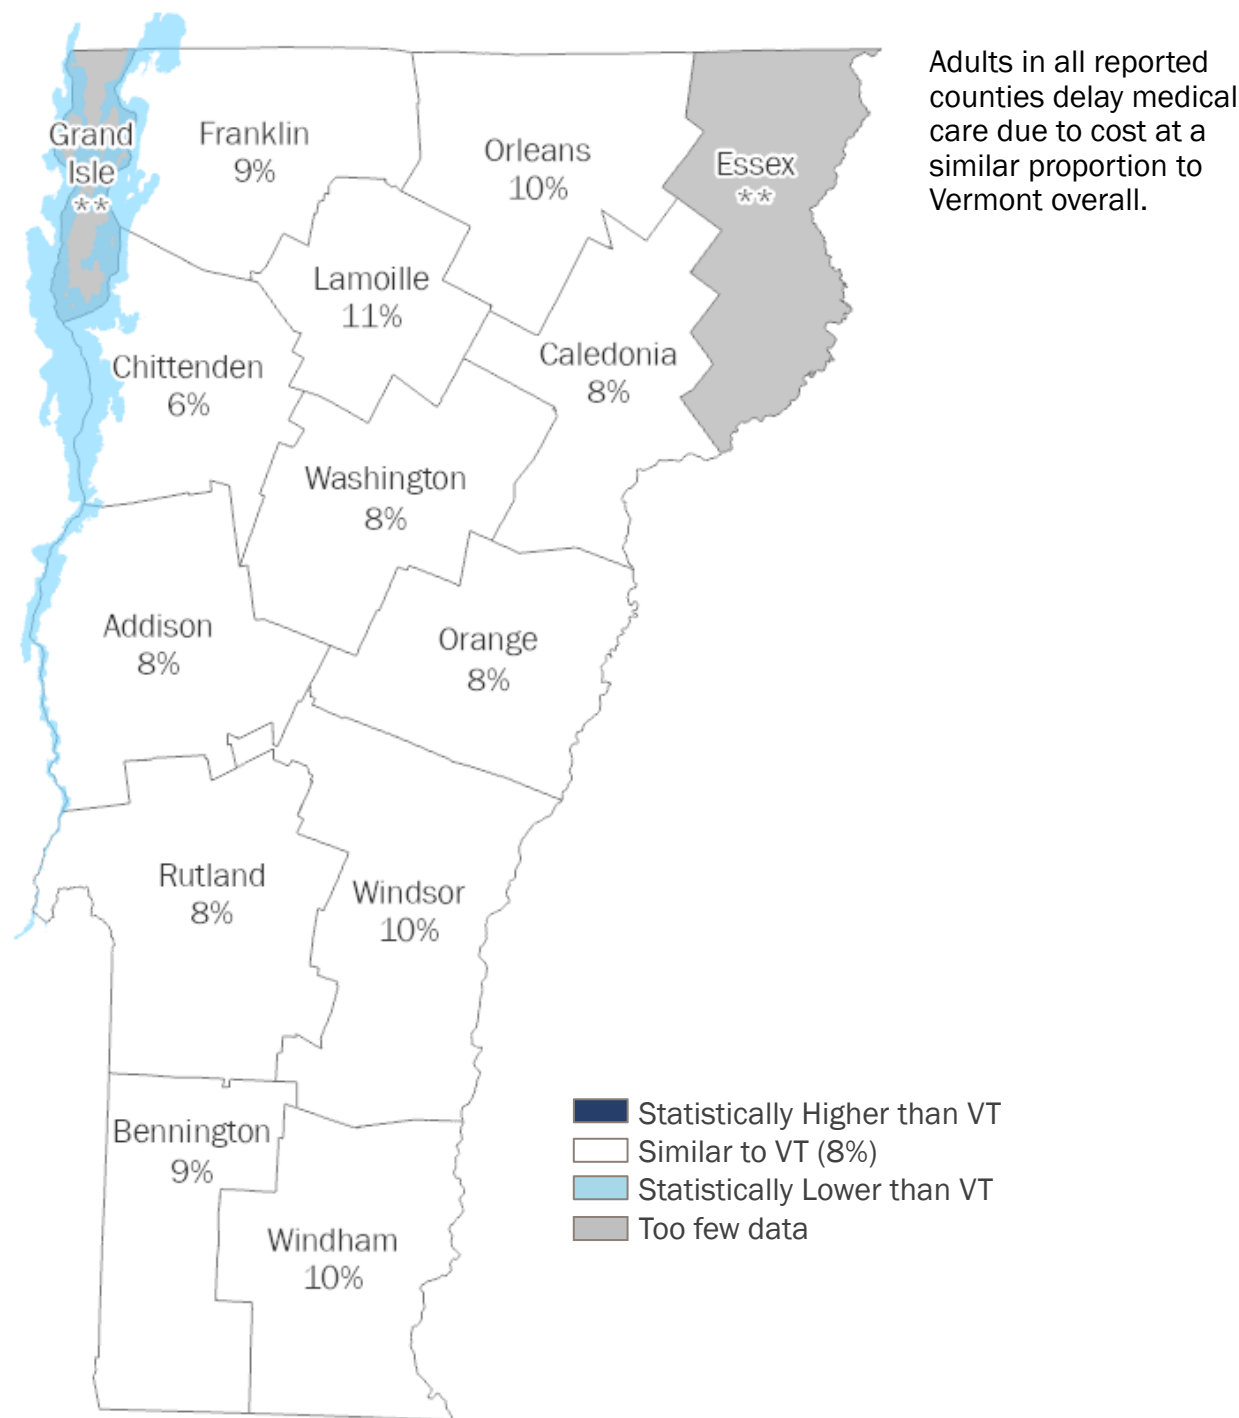 Adults in all reported
counties delay medical
care due to cost at a
similar proportion to
Vermont overall.
Grand
Isle
**
Franklin
9%
Orleans
10%
Essex
**
Lamoille
11%
Chittenden
6%
Caledonia
8%
Washington
8%
Addison
8%
Orange
8%
Rutland
8%
Windsor
10%
Bennington
9%
Windham
10%
Statistically Higher than VT
Similar to VT (8%)
Statistically Lower than VT
Too few data